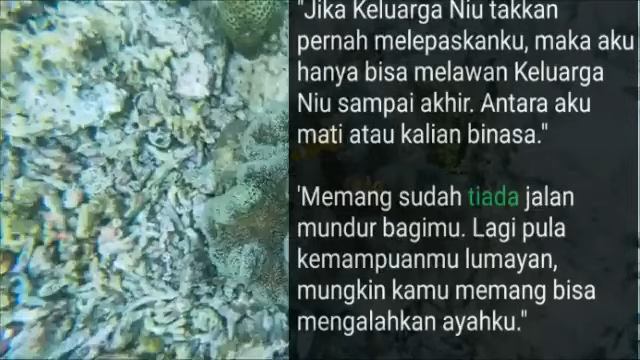 "Jika Keluarga Niu takkan
pernah melepaskanku, maka aku
hanya bisa melawan Keluarga
Niu sampai akhir. Antara aku
mati atau kalian binasa."
'Memang sudah tiada jalan
mundur bagimu. Lagi pula
kemampuanmu lumayan,
mungkin kamu memang bisa
mengalahkan ayahku."